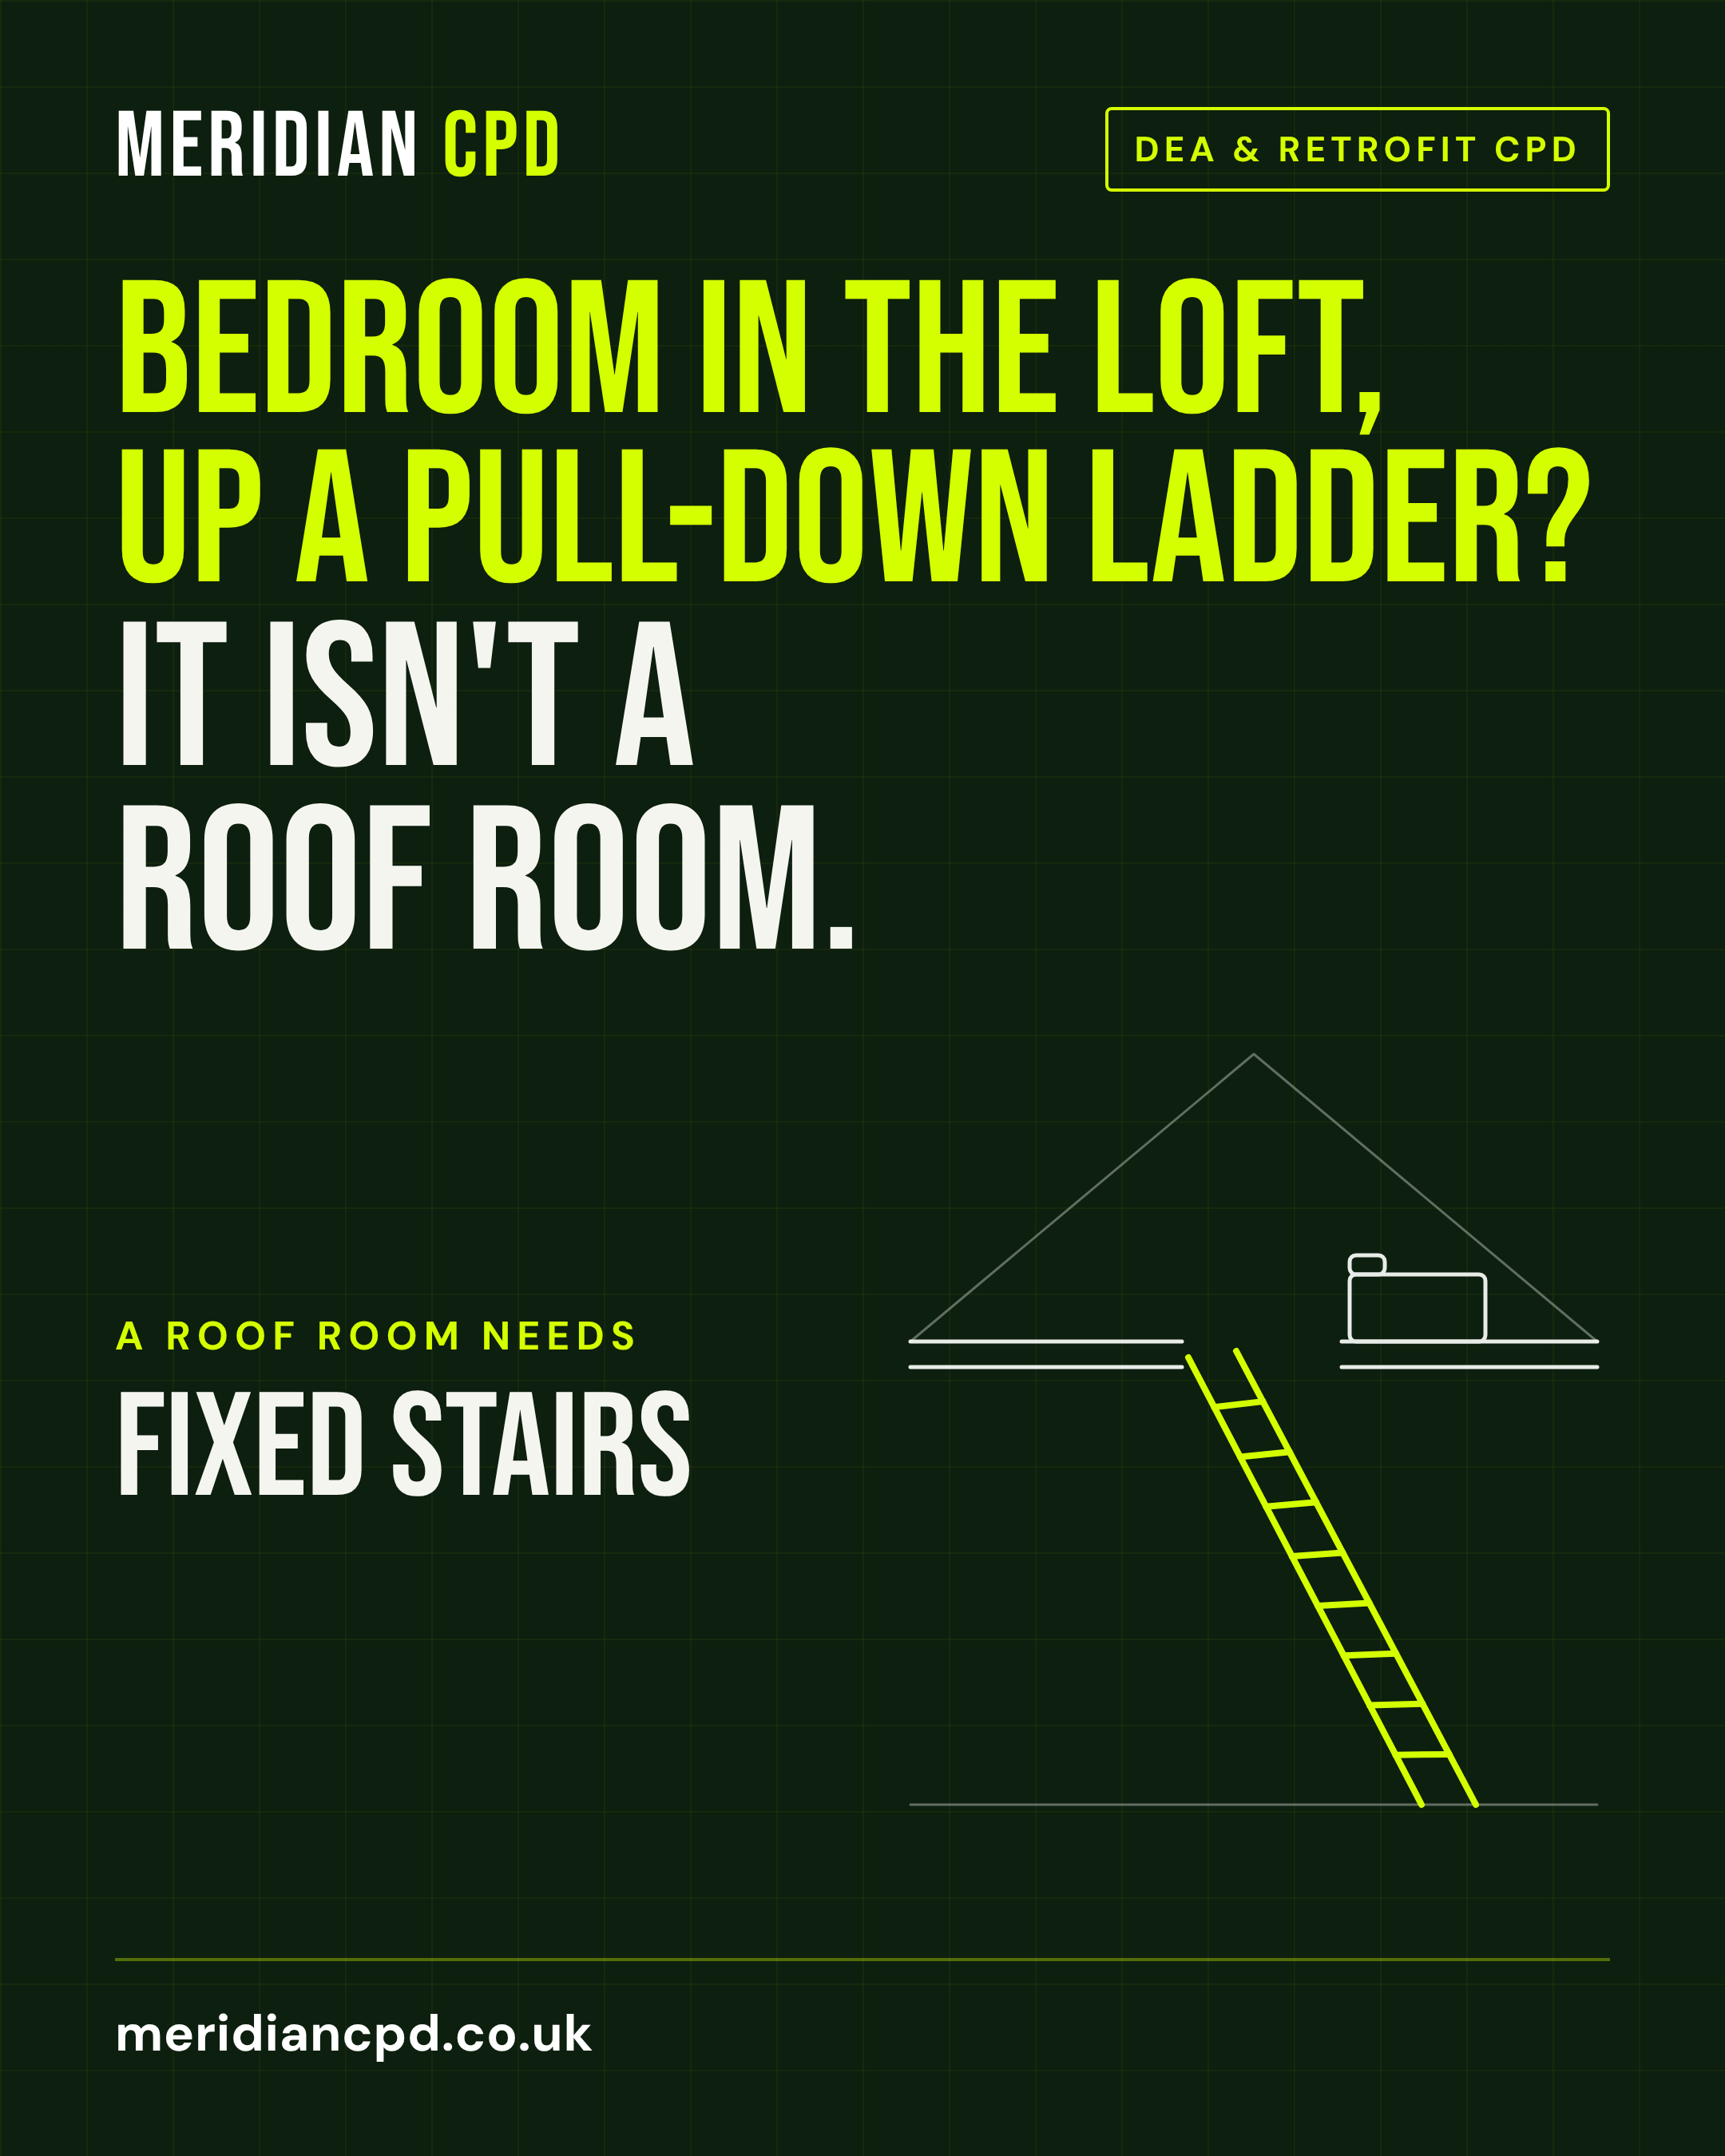 MERIDIAN CPD
DEA & RETROFIT CPD
BEDROOM IN THE LOFT,
UP A PULL-DOWN LADDER?
IT ISN'T A
ROOF ROOM.
A ROOF ROOM NEEDS
FIXED STAIRS
meridiancpd.co.uk